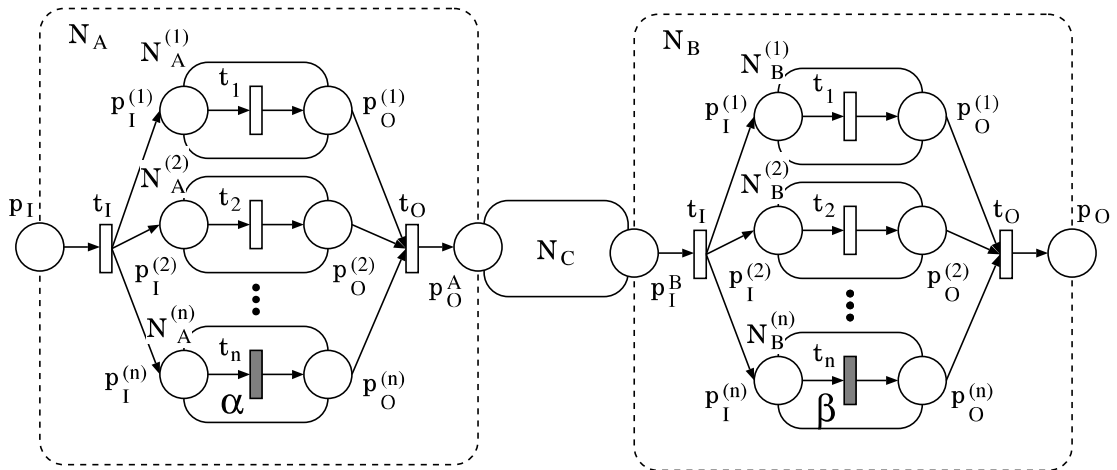 N_A
N_A^(1)
t_1
p_I^(1)
p_O^(1)
N_A^(2)
p_I
t_I
t_2
t_O
p_I^(2)
p_O^(2)
p_O^A
N_A^(n)
t_n
p_I^(n)
α
p_O^(n)
N_C
N_B
N_B^(1)
t_1
p_I^(1)
p_O^(1)
N_B^(2)
t_I
t_2
t_O
p_O
p_I^B
p_I^(2)
p_O^(2)
N_B^(n)
t_n
p_I^(n)
β
p_O^(n)